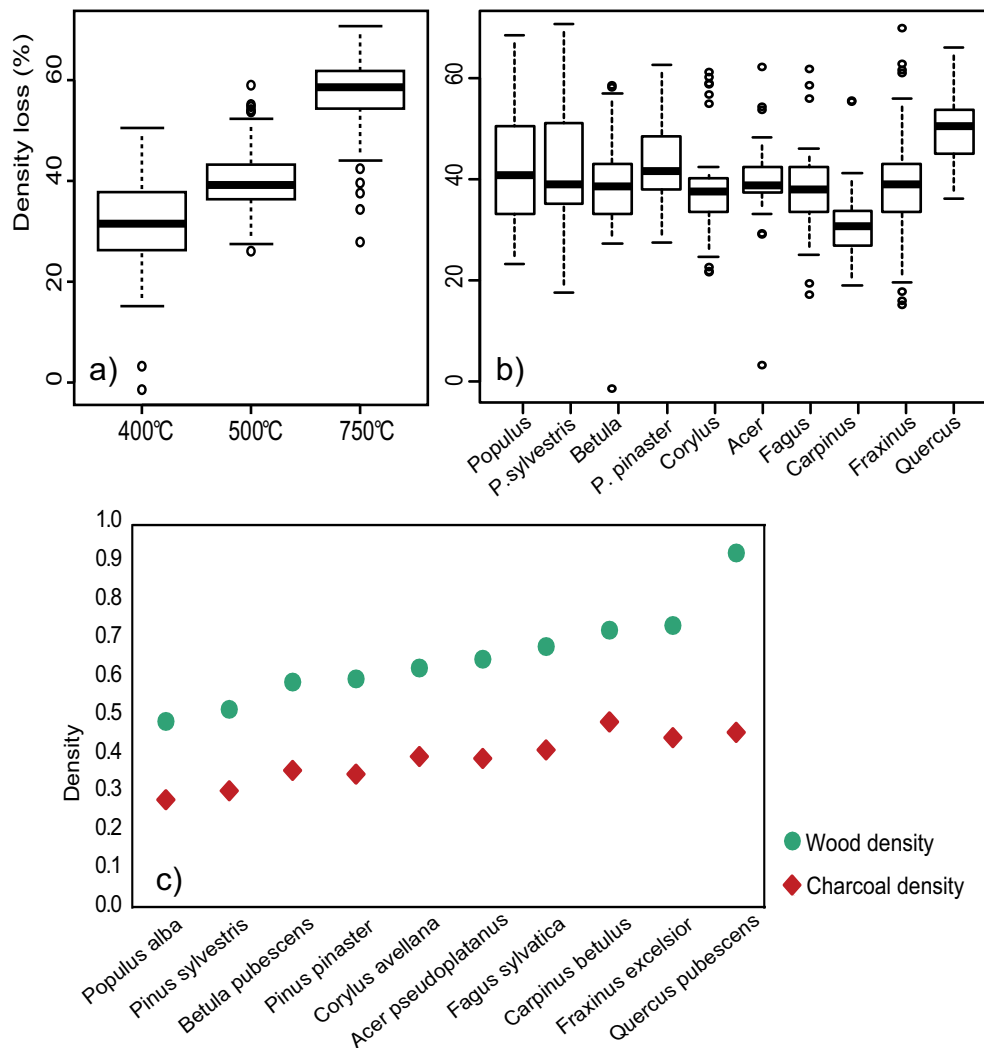 Density loss (%)
60
40
20
0
a)
400°C
500°C
750°C
60
40
20
0
b)
Populus
P.sylvestris
Betula
P. pinaster
Corylus
Acer
Fagus
Carpinus
Fraxinus
Quercus
Density
1.0
0.9
0.8
0.7
0.6
0.5
0.4
0.3
0.2
0.1
0.0
c)
Populus alba
Pinus sylvestris
Betula pubescens
Pinus pinaster
Corylus avellana
Acer pseudoplatanus
Fagus sylvatica
Carpinus betulus
Fraxinus excelsior
Quercus pubescens
Wood density
Charcoal density